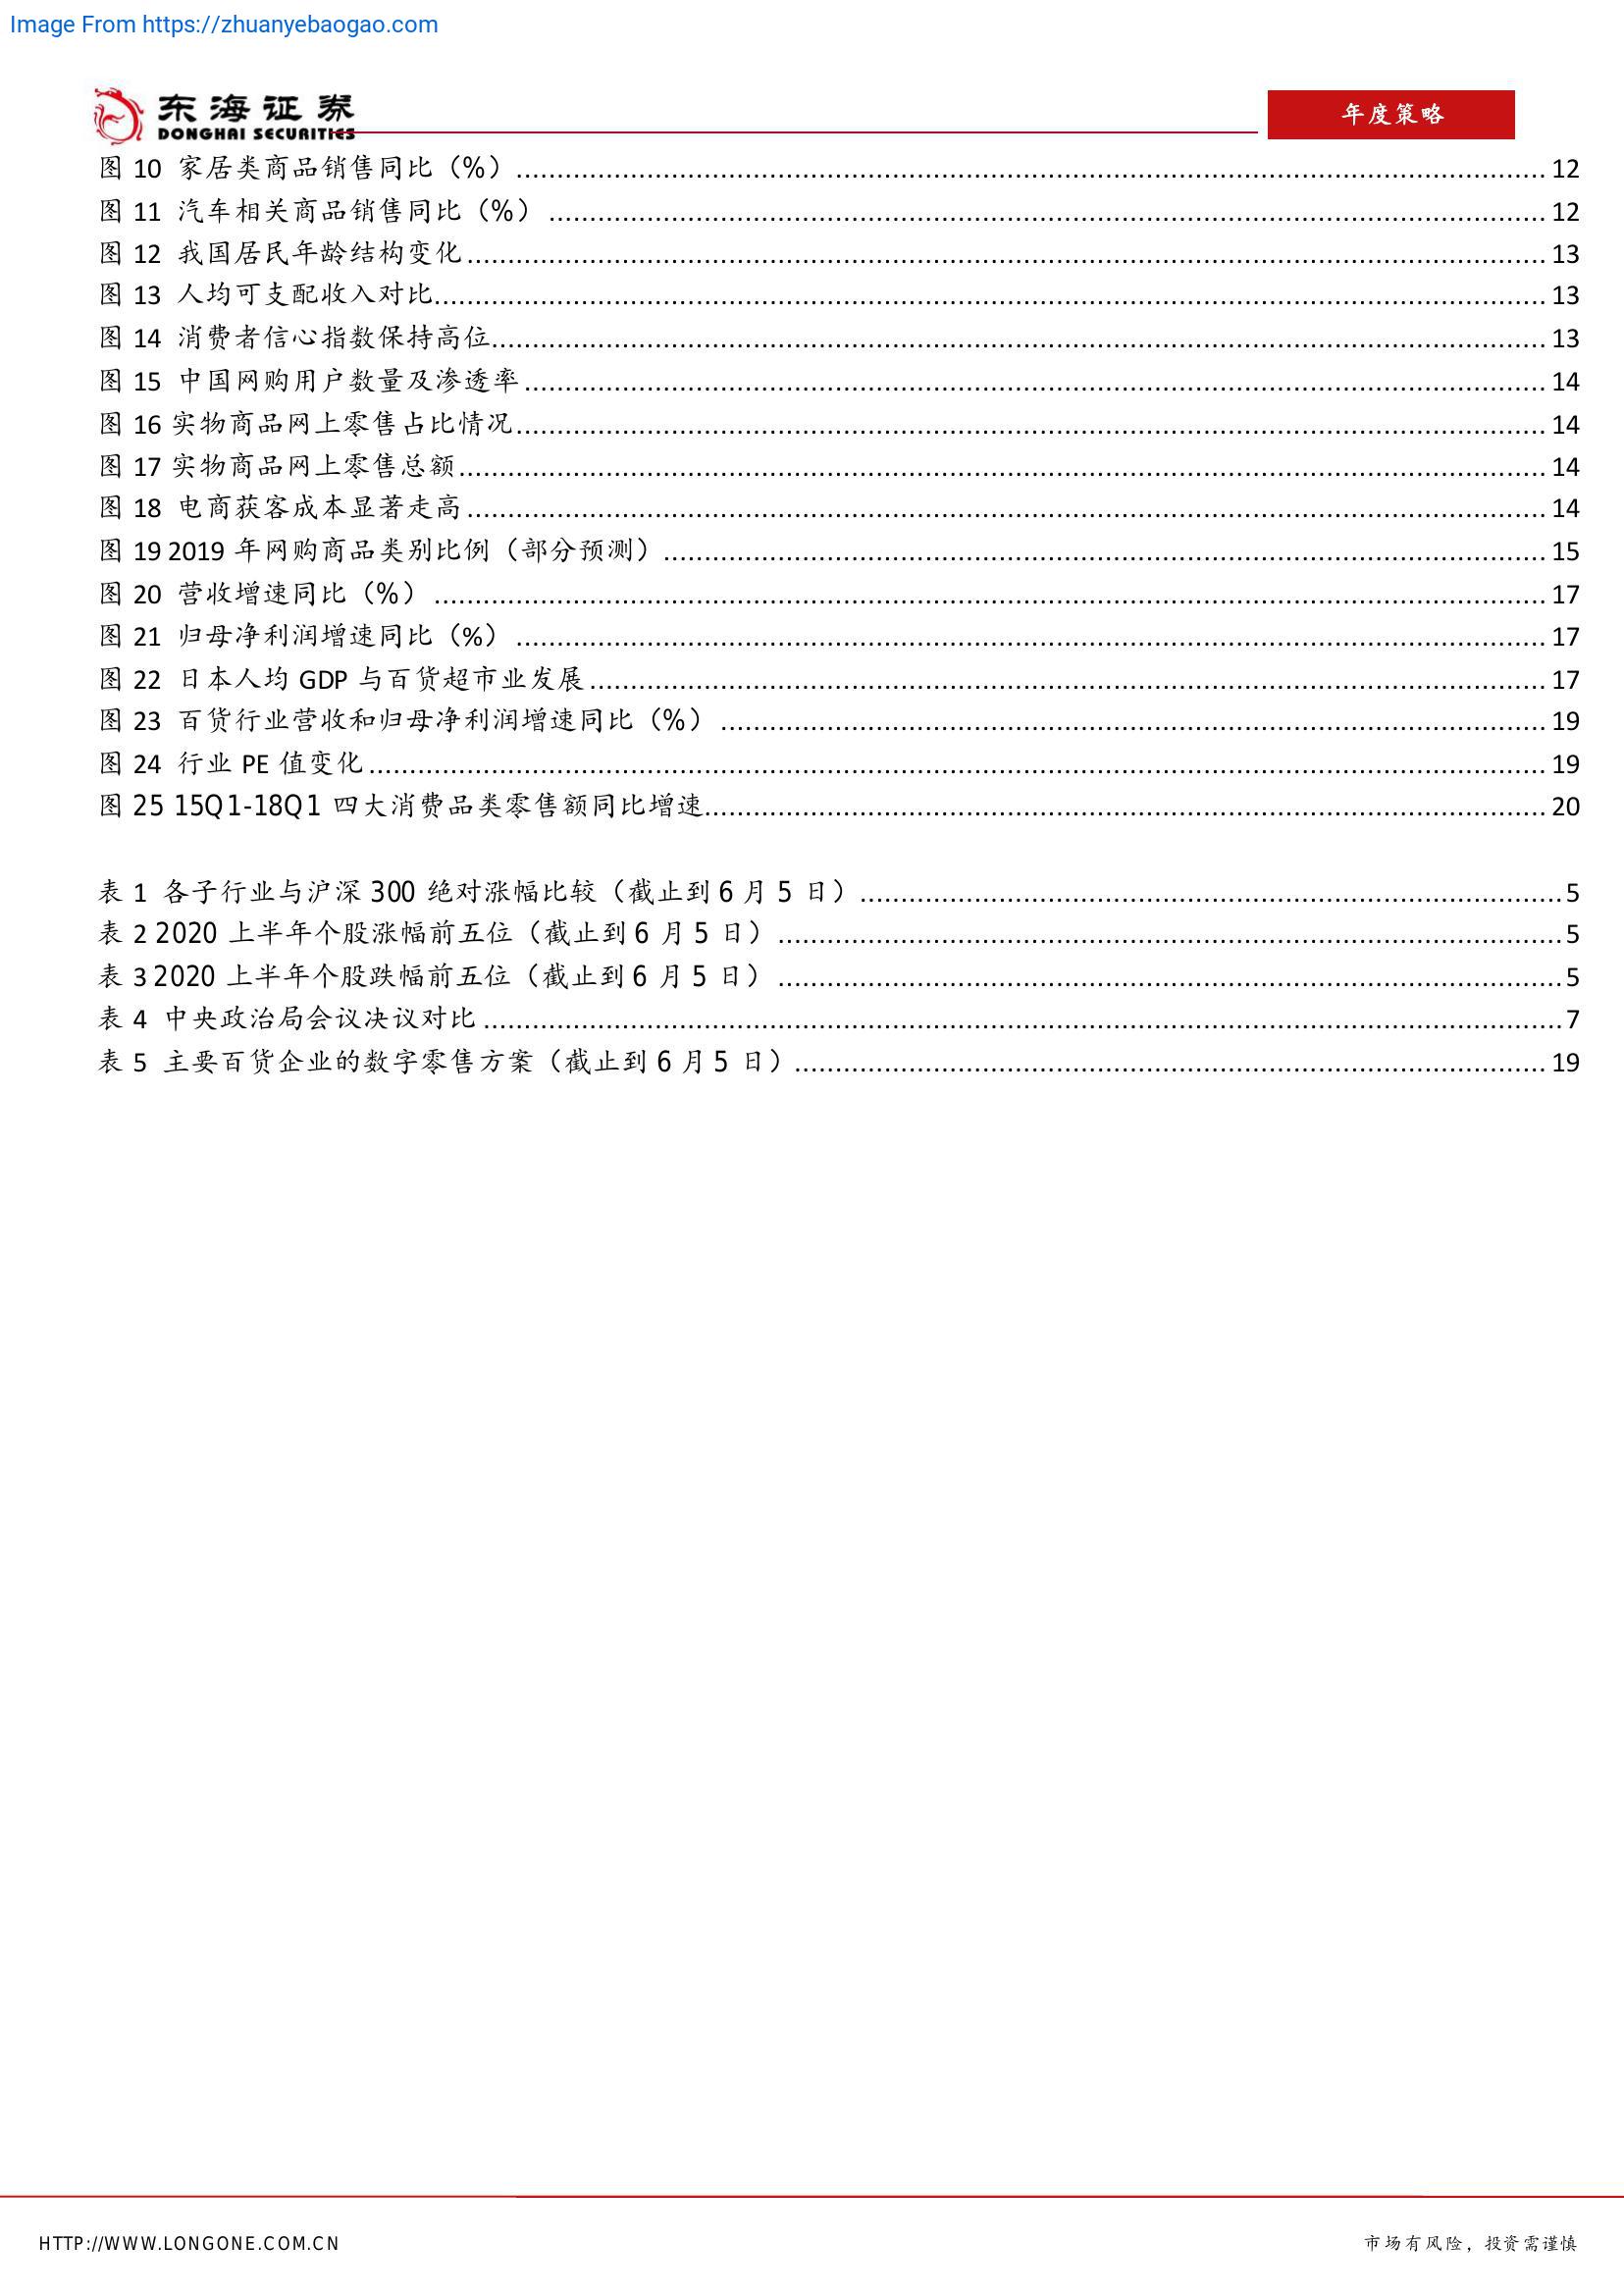 Image From https://zhuanyebaogao.com
东海证券
DONGHAI SECURITIES
年度策略
图 10 家居类商品销售同比（%）........ 12
图 11 汽车相关商品销售同比（%）........ 12
图 12 我国居民年龄结构变化........ 13
图 13 人均可支配收入对比........ 13
图 14 消费者信心指数保持高位........ 13
图 15 中国网购用户数量及渗透率........ 14
图 16 实物商品网上零售占比情况........ 14
图 17 实物商品网上零售总额........ 14
图 18 电商获客成本显著走高........ 14
图 19 2019 年网购商品类别比例（部分预测）........ 15
图 20 营收增速同比（%）........ 17
图 21 归母净利润增速同比（%）........ 17
图 22 日本人均 GDP 与百货超市业发展........ 17
图 23 百货行业营收和归母净利润增速同比（%）........ 19
图 24 行业 PE 值变化........ 19
图 25 15Q1-18Q1 四大消费品类零售额同比增速........ 20
表 1 各子行业与沪深 300 绝对涨幅比较（截止到 6 月 5 日）........ 5
表 2 2020 上半年个股涨幅前五位（截止到 6 月 5 日）........ 5
表 3 2020 上半年个股跌幅前五位（截止到 6 月 5 日）........ 5
表 4 中央政治局会议决议对比........ 7
表 5 主要百货企业的数字零售方案（截止到 6 月 5 日）........ 19
HTTP://WWW.LONGONE.COM.CN
市场有风险，投资需谨慎